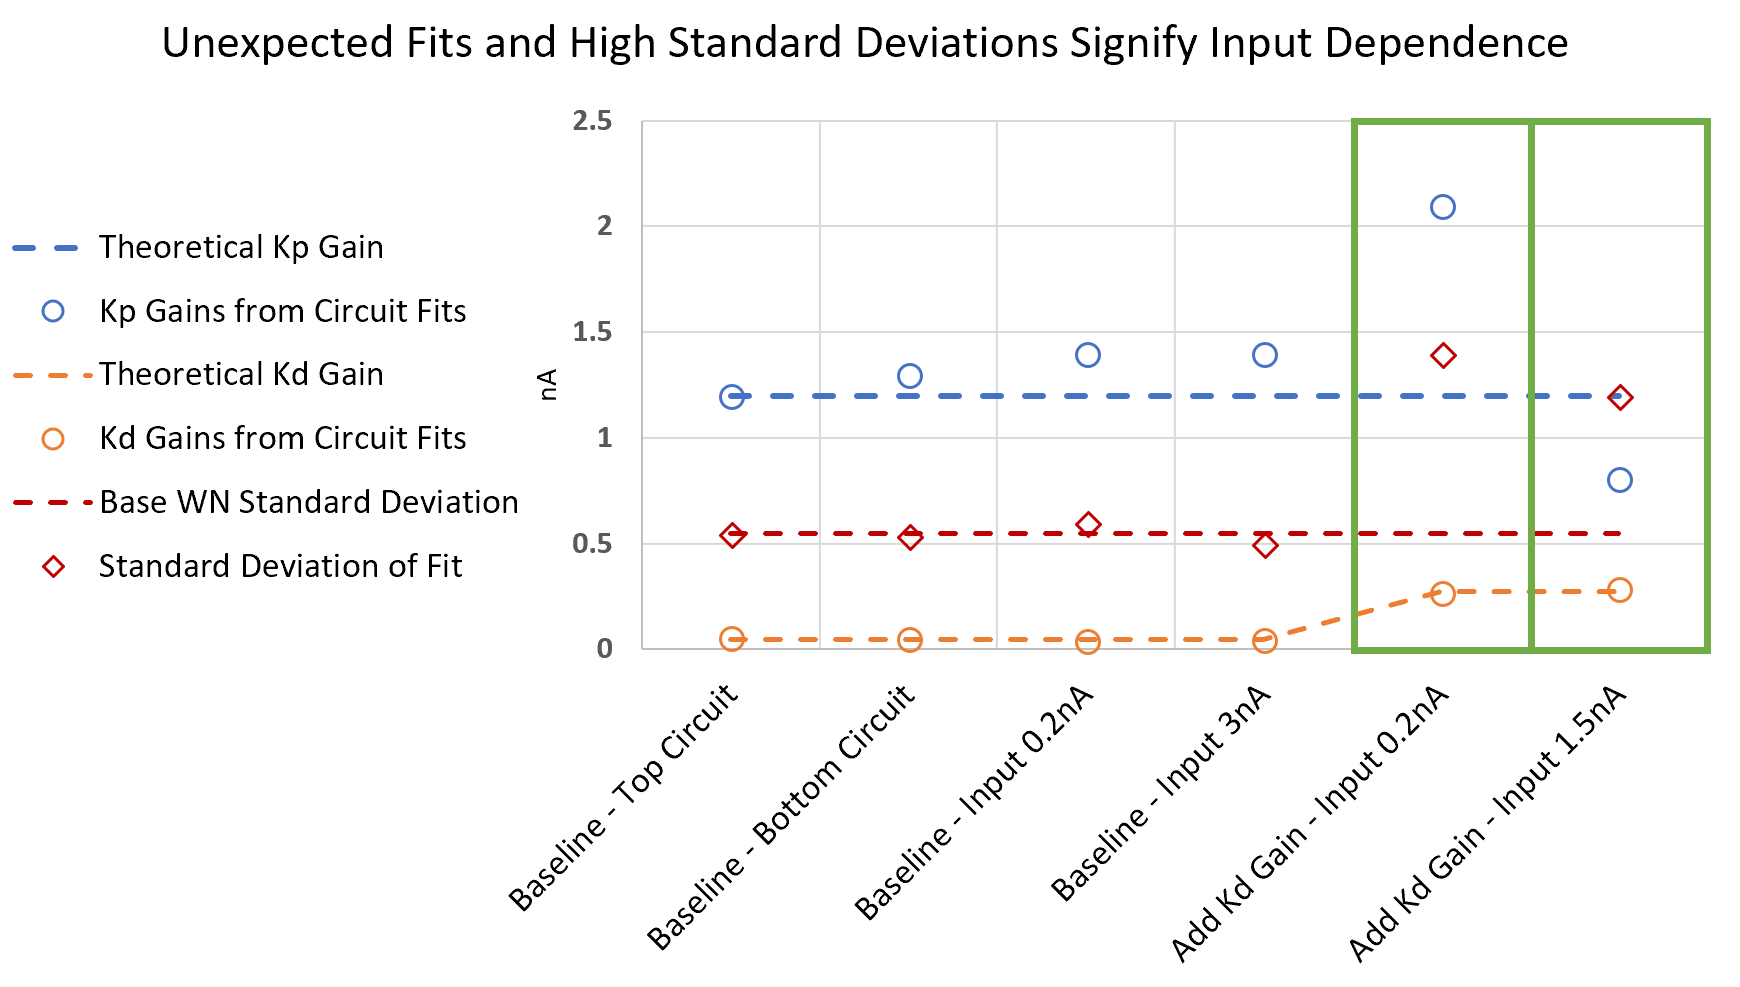 Unexpected Fits and High Standard Deviations Signify Input Dependence
Theoretical Kp Gain
Kp Gains from Circuit Fits
Theoretical Kd Gain
Kd Gains from Circuit Fits
Base WN Standard Deviation
Standard Deviation of Fit
nA
2.5
2
1.5
1
0.5
0
Baseline - Top Circuit
Baseline - Bottom Circuit
Baseline - Input 0.2nA
Baseline - Input 3nA
Add Kd Gain - Input 0.2nA
Add Kd Gain - Input 1.5nA